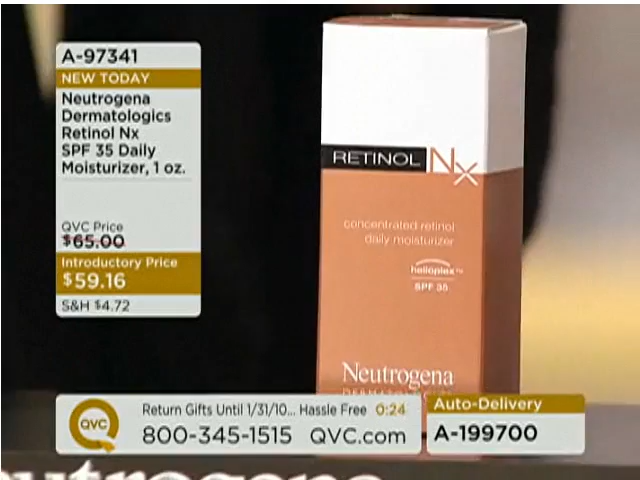 A-97341
NEW TODAY
Neutrogena
Dermatologics
Retinol Nx
SPF 35 Daily
Moisturizer, 1 oz.
QVC Price
$65.00
Introductory Price
$59.16
S&H $4.72
RETINOL Nx
concentrated retinol
daily moisturizer
helioplex™
SPF 35
Neutrogena
QVC
Return Gifts Until 1/31/10... Hassle Free 0:24
800-345-1515 QVC.com
Auto-Delivery
A-199700